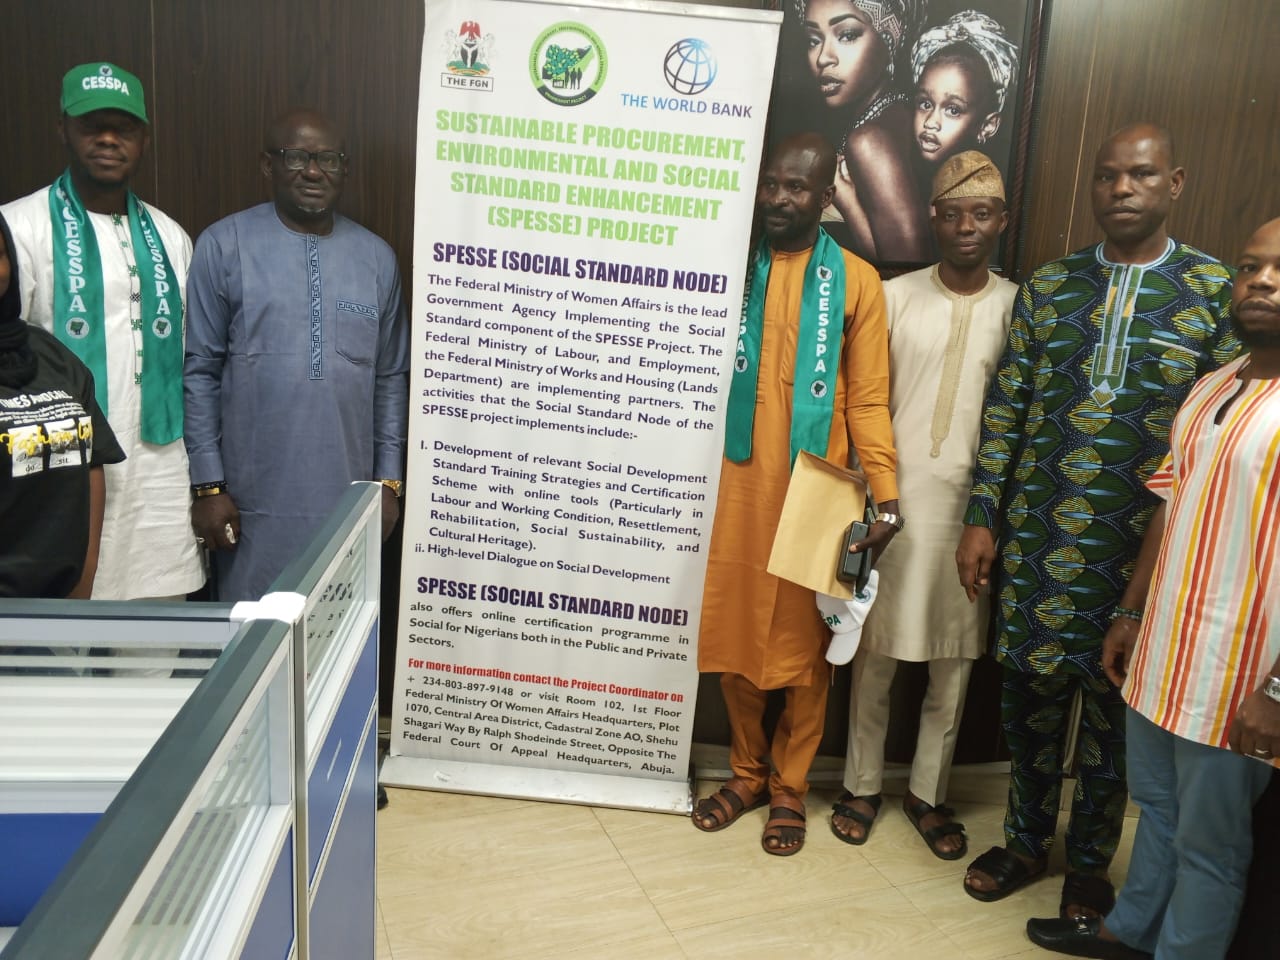 CESSPA
CESSPA
CESSPA
THE FGN
THE WORLD BANK
SUSTAINABLE PROCUREMENT,
ENVIRONMENTAL AND SOCIAL
STANDARD ENHANCEMENT
(SPESSE) PROJECT
SPESSE (SOCIAL STANDARD NODE)
The Federal Ministry of Women Affairs is the lead
Government Agency Implementing the Social
Standard component of the SPESSE Project. The
Federal Ministry of Labour, and Employment,
the Federal Ministry of Works and Housing (Lands
Department) are implementing partners. The
activities that the Social Standard Node of the
SPESSE project implements include:-
I. Development of relevant Social Development
Standard Training Strategies and Certification
Scheme with online tools (Particularly in
Labour and Working Condition, Resettlement,
Rehabilitation, Social Sustainability, and
Cultural Heritage).
ii. High-level Dialogue on Social Development
SPESSE (SOCIAL STANDARD NODE)
also offers online certification programme in
Social for Nigerians both in the Public and Private
Sectors.
For more information contact the Project Coordinator on
+ 234-803-897-9148 or visit Room 102, 1st Floor
Federal Ministry Of Women Affairs Headquarters, Plot
1070, Central Area District, Cadastral Zone AO, Shehu
Shagari Way By Ralph Shodeinde Street, Opposite The
Federal Court Of Appeal Headquarters, Abuja.
CESSPA